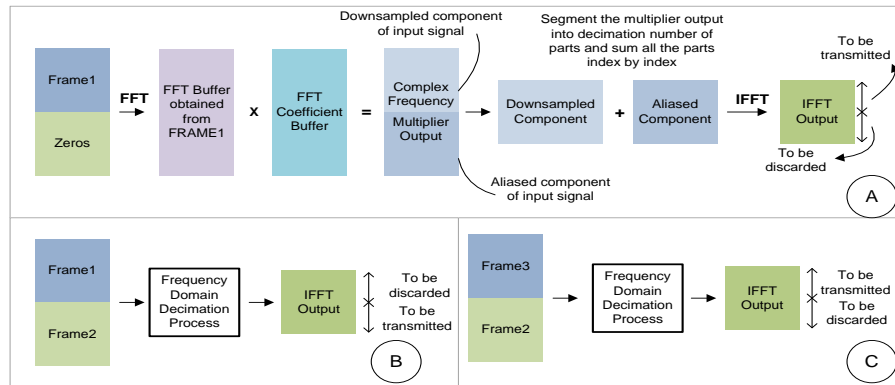 Downsampled component
of input signal
Segment the multiplier output
into decimation number of
parts and sum all the parts
index by index
To be
transmitted
Frame1
Zeros
FFT
FFT Buffer
obtained
from
FRAME1
x
FFT
Coefficient
Buffer
=
Complex
Frequency
Multiplier
Output
Downsampled
Component
+
Aliased
Component
IFFT
IFFT
Output
To be
discarded
Aliased component
of input signal
A
Frame1
Frame2
Frequency
Domain
Decimation
Process
IFFT
Output
To be
discarded
To be
transmitted
B
Frame3
Frame2
Frequency
Domain
Decimation
Process
IFFT
Output
To be
transmitted
To be
discarded
C